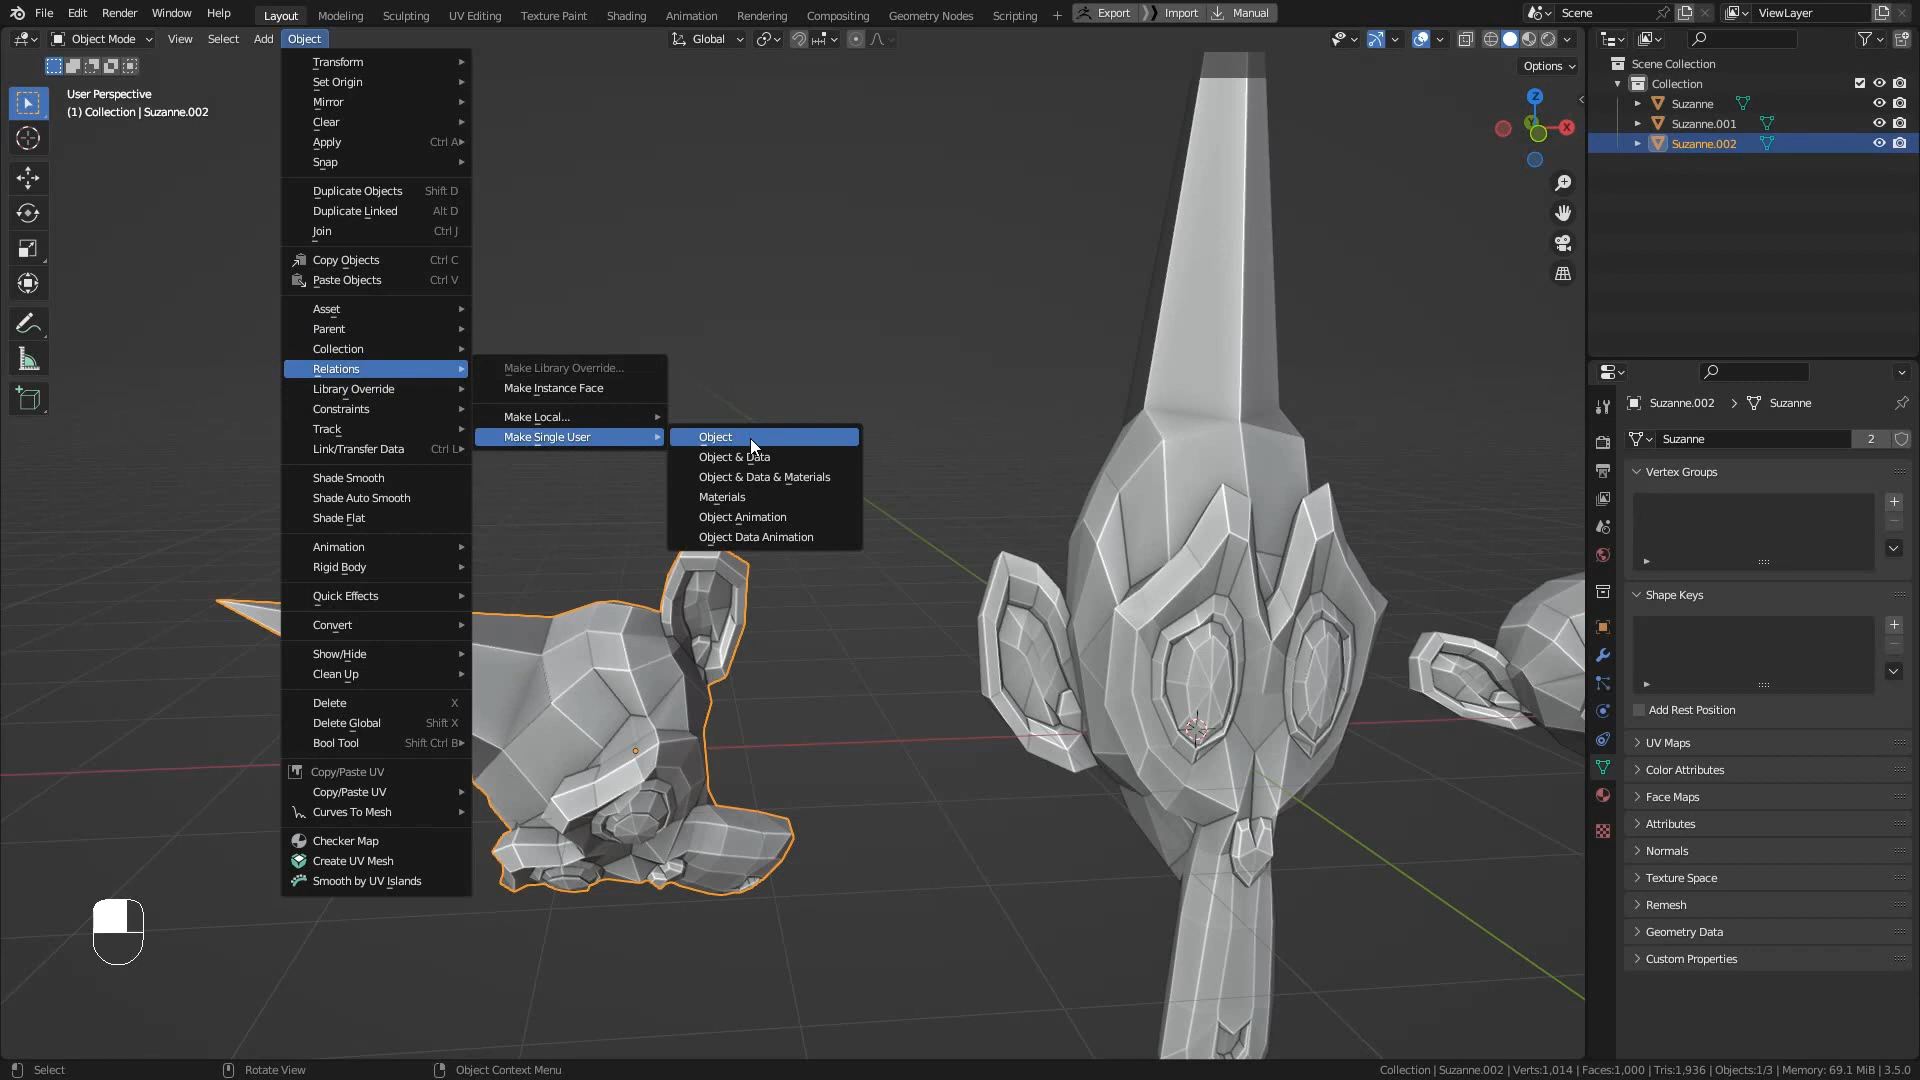 File Edit Render Window Help Layout Modeling Sculpting UV Editing Texture Paint Shading Animation Rendering Compositing Geometry Nodes Scripting + Export Import Manual Scene ViewLayer
Object Mode View Select Add Object Global
Options
User Perspective
(1) Collection | Suzanne.002
Transform
Set Origin
Mirror
Clear
Apply Ctrl A
Snap
Duplicate Objects Shift D
Duplicate Linked Alt D
Join Ctrl J
Copy Objects Ctrl C
Paste Objects Ctrl V
Asset
Parent
Collection
Relations
Library Override
Constraints
Track
Link/Transfer Data Ctrl L
Shade Smooth
Shade Auto Smooth
Shade Flat
Animation
Rigid Body
Quick Effects
Convert
Show/Hide
Clean Up
Delete X
Delete Global Shift X
Bool Tool Shift Ctrl B
Copy/Paste UV
Copy/Paste UV
Curves To Mesh
Checker Map
Create UV Mesh
Smooth by UV Islands
Make Library Override...
Make Instance Face
Make Local...
Make Single User
Object
Object & Data
Object & Data & Materials
Materials
Object Animation
Object Data Animation
Z
Y
X
Scene Collection
Collection
Suzanne
Suzanne.001
Suzanne.002
Suzanne.002 > Suzanne
Suzanne 2
Vertex Groups
Shape Keys
Add Rest Position
UV Maps
Color Attributes
Face Maps
Attributes
Normals
Texture Space
Remesh
Geometry Data
Custom Properties
Select Rotate View Object Context Menu Collection | Suzanne.002 | Verts:1,014 | Faces:1,000 | Tris:1,936 | Objects:1/3 | Memory: 69.1 MiB | 3.5.0